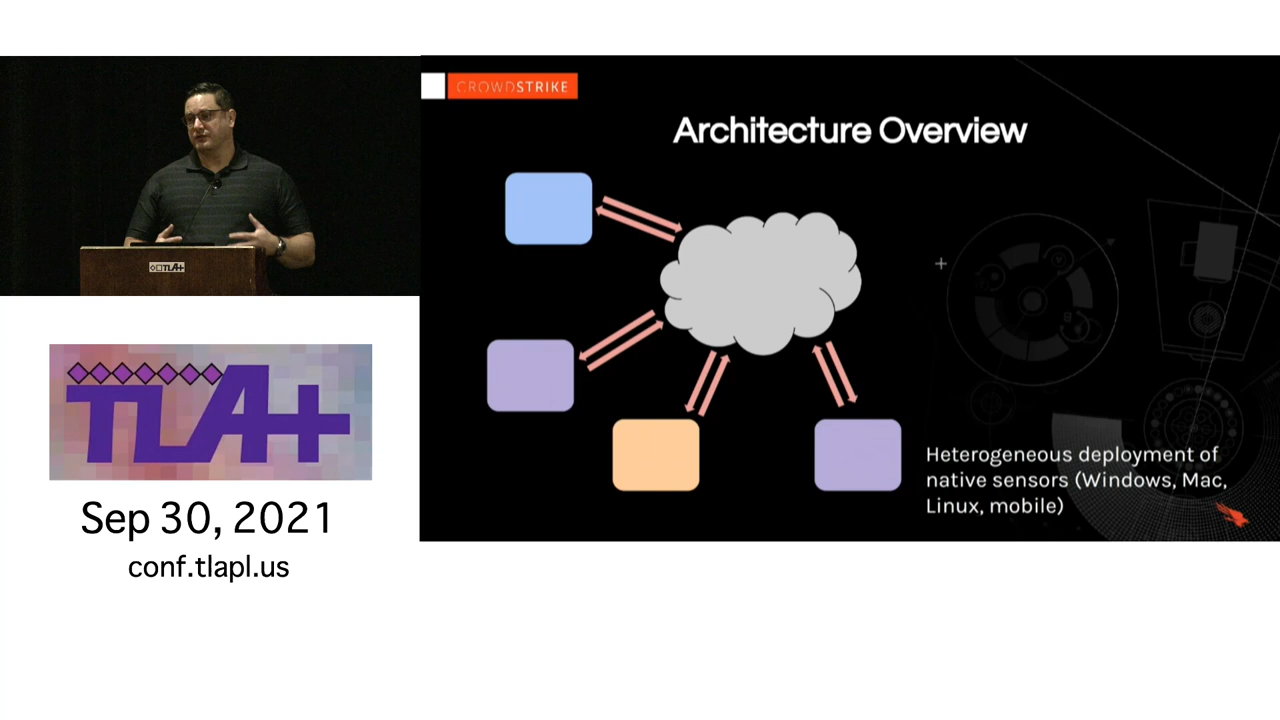 CROWDSTRIKE
Architecture Overview
TLA+
Heterogeneous deployment of
native sensors (Windows, Mac,
Linux, mobile)
TLA+
Sep 30, 2021
conf.tlapl.us